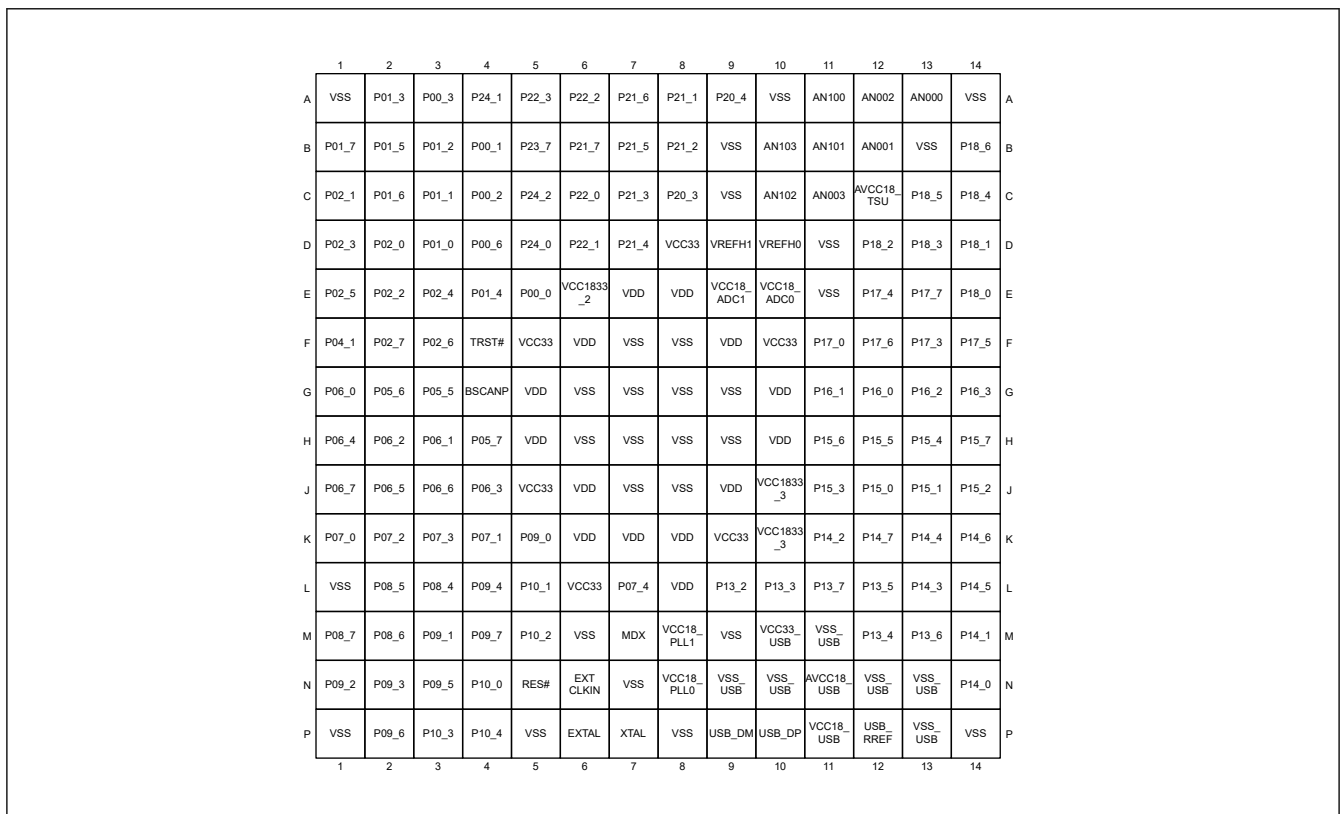 1 2 3 4 5 6 7 8 9 10 11 12 13 14
A VSS P01_3 P00_3 P24_1 P22_3 P22_2 P21_6 P21_1 P20_4 VSS AN100 AN002 AN000 VSS A
B P01_7 P01_5 P01_2 P00_1 P23_7 P21_7 P21_5 P21_2 VSS AN103 AN101 AN001 VSS P18_6 B
C P02_1 P01_6 P01_1 P00_2 P24_2 P22_0 P21_3 P20_3 VSS AN102 AN003 AVCC18_TSU P18_5 P18_4 C
D P02_3 P02_0 P01_0 P00_6 P24_0 P22_1 P21_4 VCC33 VREFH1 VREFH0 VSS P18_2 P18_3 P18_1 D
E P02_5 P02_2 P02_4 P01_4 P00_0 VCC1833_2 VDD VDD VCC18_ADC1 VCC18_ADC0 VSS P17_4 P17_7 P18_0 E
F P04_1 P02_7 P02_6 TRST# VCC33 VDD VSS VSS VDD VCC33 P17_0 P17_6 P17_3 P17_5 F
G P06_0 P05_6 P05_5 BSCANP VDD VSS VSS VSS VSS VDD P16_1 P16_0 P16_2 P16_3 G
H P06_4 P06_2 P06_1 P05_7 VDD VSS VSS VSS VSS VDD P15_6 P15_5 P15_4 P15_7 H
J P06_7 P06_5 P06_6 P06_3 VCC33 VDD VSS VSS VDD VCC1833_3 P15_3 P15_0 P15_1 P15_2 J
K P07_0 P07_2 P07_3 P07_1 P09_0 VDD VDD VDD VCC33 VCC1833_3 P14_2 P14_7 P14_4 P14_6 K
L VSS P08_5 P08_4 P09_4 P10_1 VCC33 P07_4 VDD P13_2 P13_3 P13_7 P13_5 P14_3 P14_5 L
M P08_7 P08_6 P09_1 P09_7 P10_2 VSS MDX VCC18_PLL1 VSS VCC33_USB VSS_USB P13_4 P13_6 P14_1 M
N P09_2 P09_3 P09_5 P10_0 RES# EXT CLKIN VSS VCC18_PLL0 VSS_USB VSS_USB AVCC18_USB VSS_USB VSS_USB P14_0 N
P VSS P09_6 P10_3 P10_4 VSS EXTAL XTAL VSS USB_DM USB_DP VCC18_USB USB_RREF VSS_USB VSS P
1 2 3 4 5 6 7 8 9 10 11 12 13 14